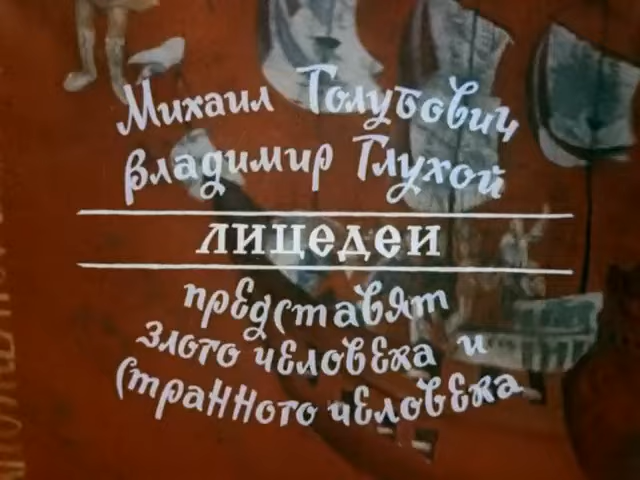 Михаил Голубович
Владимир Глухой
ЛИЦЕДЕИ
представят
злого человека и
странного человека